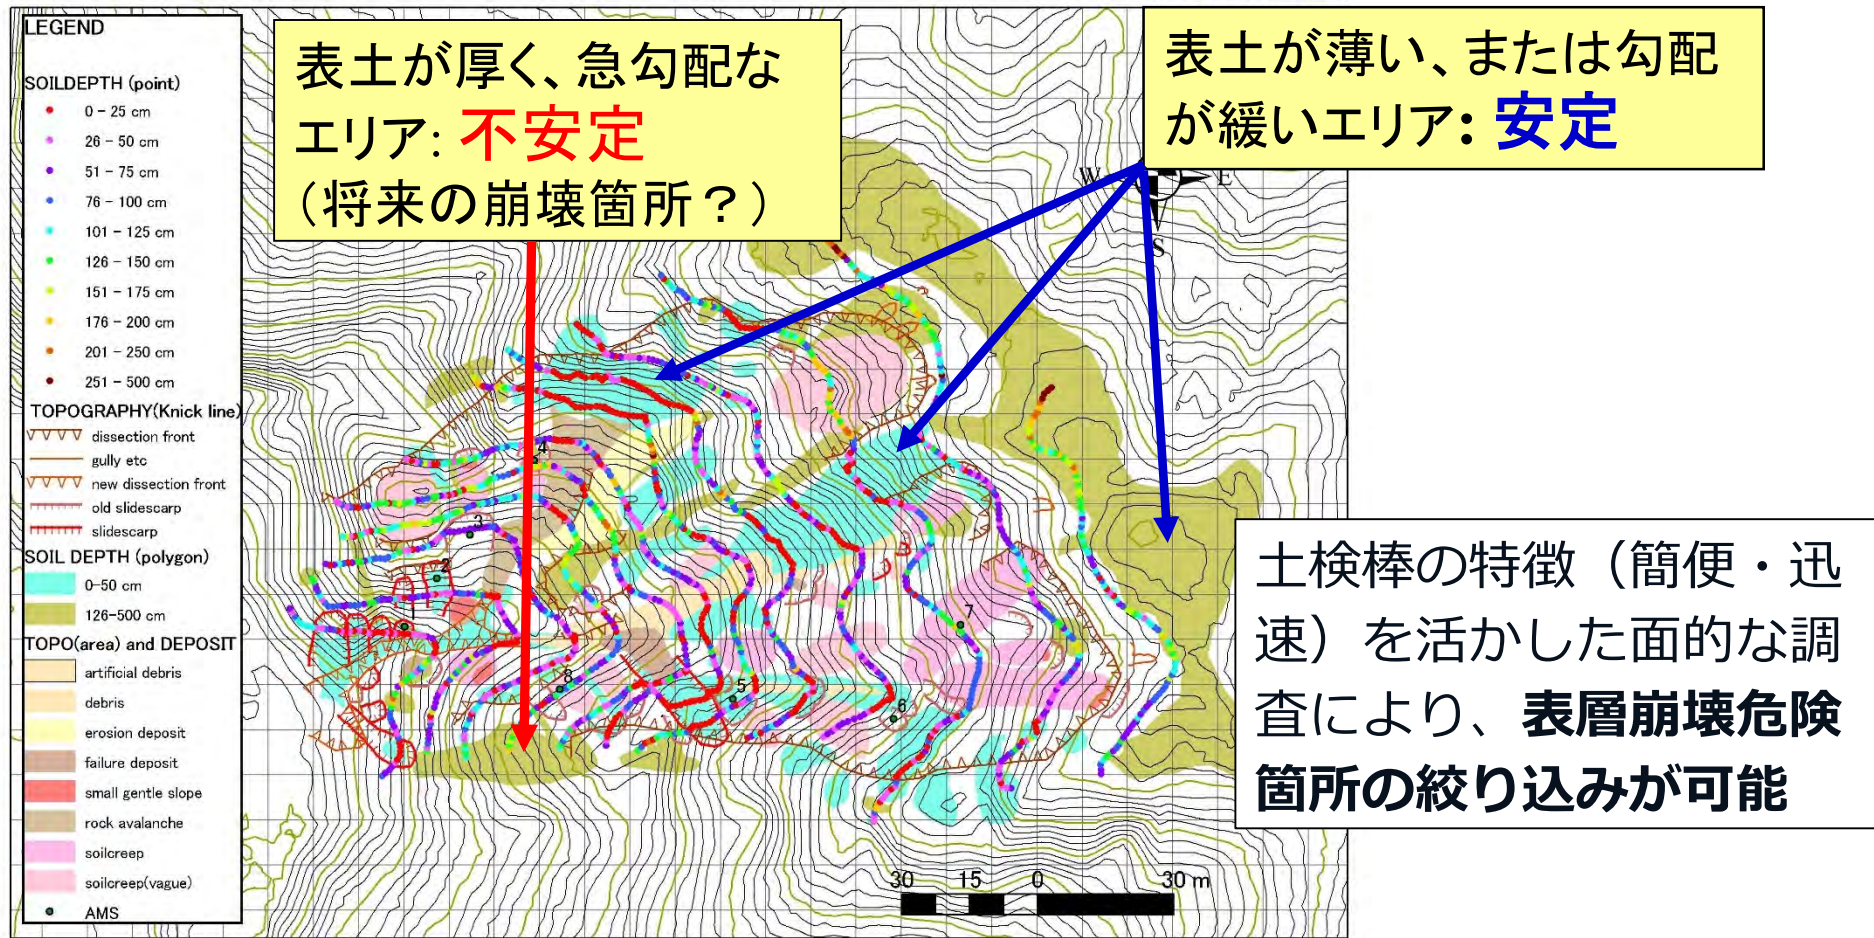 LEGEND
SOILDEPTH (point)
0 - 25 cm
26 - 50 cm
51 - 75 cm
76 - 100 cm
101 - 125 cm
126 - 150 cm
151 - 175 cm
176 - 200 cm
201 - 250 cm
251 - 500 cm
TOPOGRAPHY(Knick line)
dissection front
gully etc
new dissection front
old slidescarp
slidescarp
SOIL DEPTH (polygon)
0-50 cm
126-500 cm
TOPO(area) and DEPOSIT
artificial debris
debris
erosion deposit
failure deposit
small gentle slope
rock avalanche
soilcreep
soilcreep(vague)
AMS
表土が厚く、急勾配な
エリア: 不安定
（将来の崩壊箇所？）
表土が薄い、または勾配
が緩いエリア: 安定
W
E
S
4
3
2
1
7
8
5
6
土検棒の特徴（簡便・迅
速）を活かした面的な調
査により、表層崩壊危険
箇所の絞り込みが可能
30 15 0 30 m